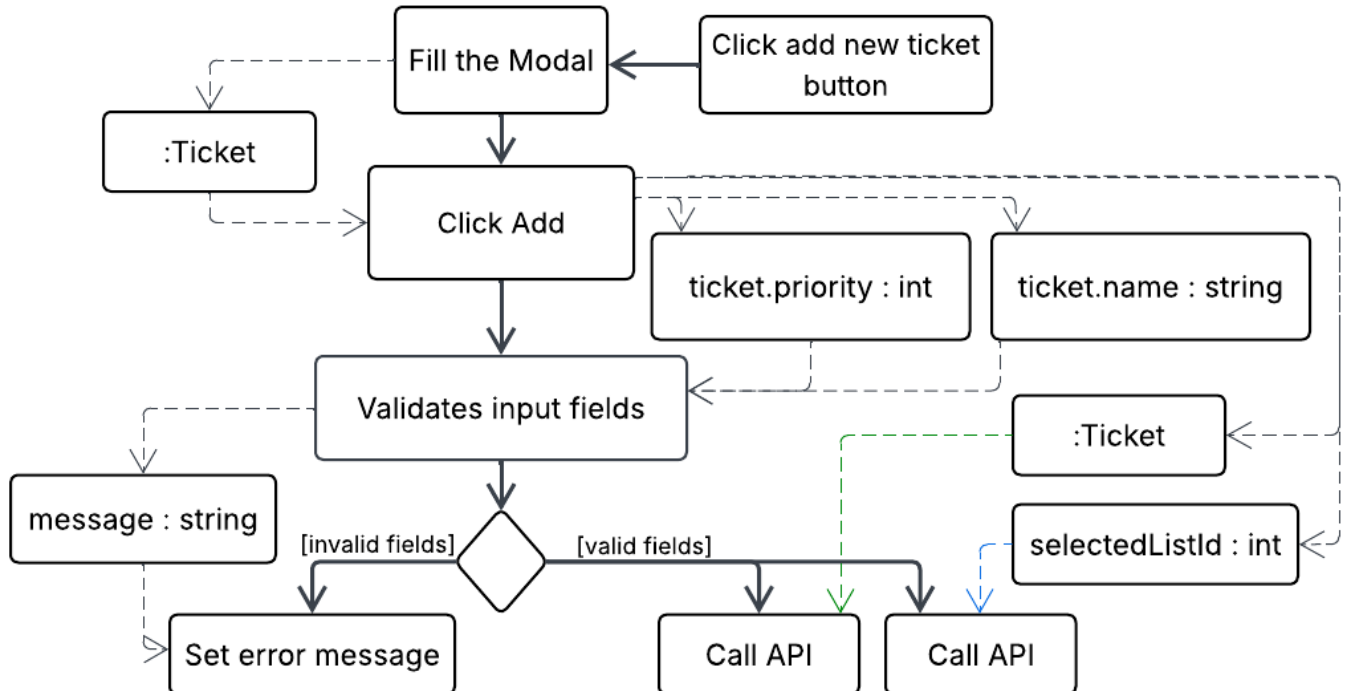 Fill the Modal
Click add new ticket
button
:Ticket
Click Add
ticket.priority : int
ticket.name : string
Validates input fields
:Ticket
message : string
[invalid fields]
[valid fields]
selectedListId : int
Set error message
Call API
Call API